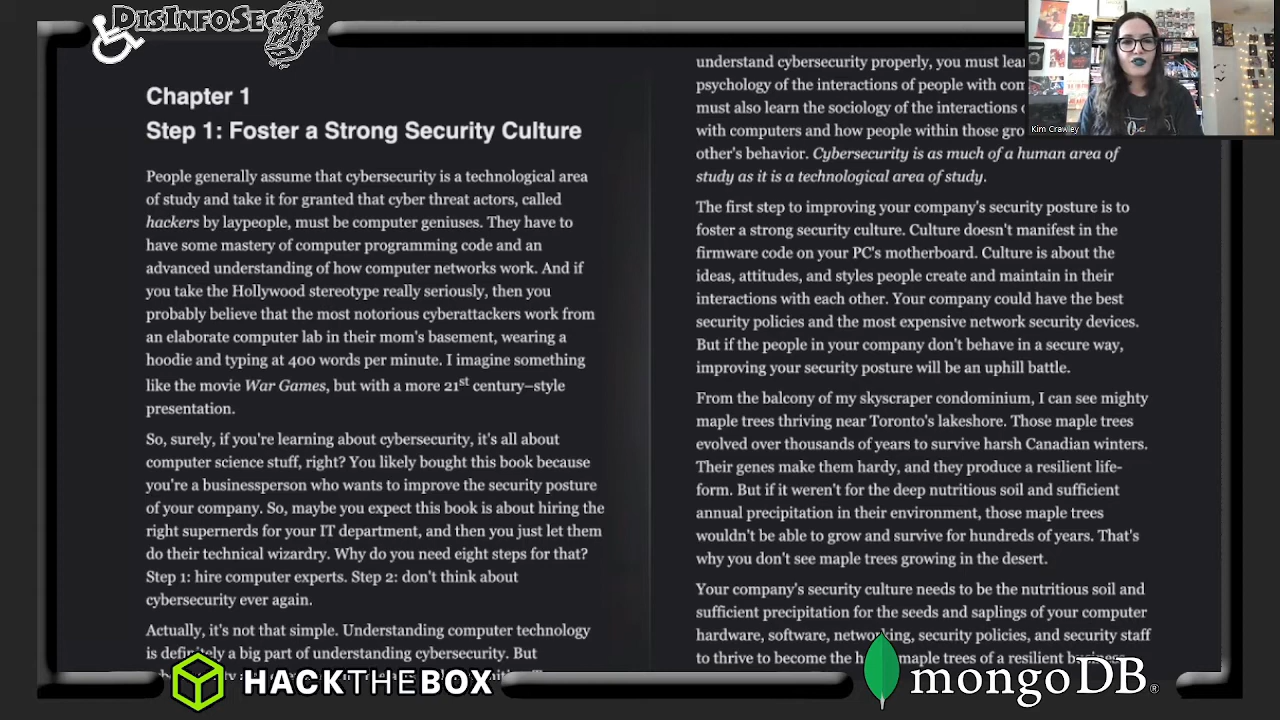 DISINFOSEC
Chapter 1
Step 1: Foster a Strong Security Culture
People generally assume that cybersecurity is a technological area
of study and take it for granted that cyber threat actors, called
hackers by laypeople, must be computer geniuses. They have to
have some mastery of computer programming code and an
advanced understanding of how computer networks work. And if
you take the Hollywood stereotype really seriously, then you
probably believe that the most notorious cyberattackers work from
an elaborate computer lab in their mom's basement, wearing a
hoodie and typing at 400 words per minute. I imagine something
like the movie War Games, but with a more 21st century–style
presentation.
So, surely, if you're learning about cybersecurity, it's all about
computer science stuff, right? You likely bought this book because
you're a businessperson who wants to improve the security posture
of your company. So, maybe you expect this book is about hiring the
right supernerds for your IT department, and then you just let them
do their technical wizardry. Why do you need eight steps for that?
Step 1: hire computer experts. Step 2: don't think about
cybersecurity ever again.
Actually, it's not that simple. Understanding computer technology
is definitely a big part of understanding cybersecurity. But
understand cybersecurity properly, you must
psychology of the interactions of people with
must also learn the sociology of the interactions
with computers and how people within those
other's behavior. Cybersecurity is as much of a human area of
study as it is a technological area of study.
The first step to improving your company's security posture is to
foster a strong security culture. Culture doesn't manifest in the
firmware code on your PC's motherboard. Culture is about the
ideas, attitudes, and styles people create and maintain in their
interactions with each other. Your company could have the best
security policies and the most expensive network security devices.
But if the people in your company don't behave in a secure way,
improving your security posture will be an uphill battle.
From the balcony of my skyscraper condominium, I can see mighty
maple trees thriving near Toronto's lakeshore. Those maple trees
evolved over thousands of years to survive harsh Canadian winters.
Their genes make them hardy, and they produce a resilient life-
form. But if it weren't for the deep nutritious soil and sufficient
annual precipitation in their environment, those maple trees
wouldn't be able to grow and survive for hundreds of years. That's
why you don't see maple trees growing in the desert.
Your company's security culture needs to be the nutritious soil and
sufficient precipitation for the seeds and saplings of your computer
hardware, software, networking, security policies, and security staff
to thrive to become the maple trees of a resilient business
Kim Crawley
HACKTHEBOX
mongoDB®